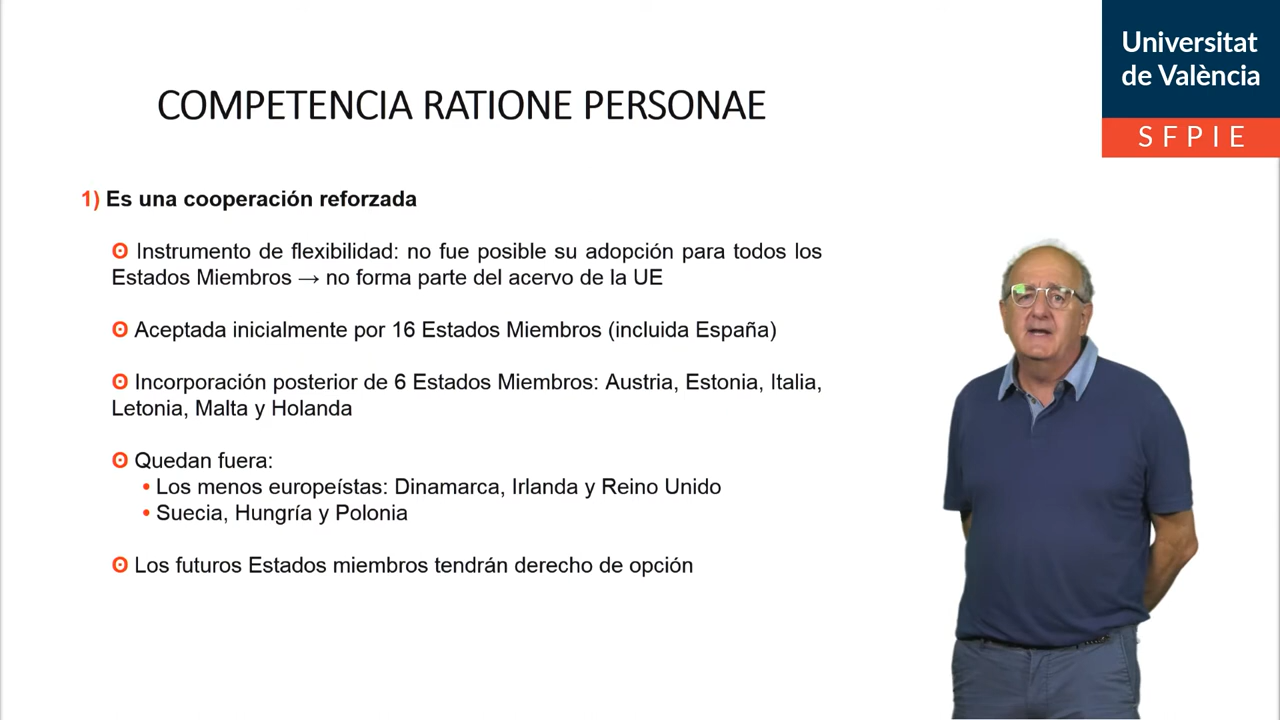 Universitat
de València
SFPIE
COMPETENCIA RATIONE PERSONAE
1) Es una cooperación reforzada
ʘ Instrumento de flexibilidad: no fue posible su adopción para todos los
Estados Miembros → no forma parte del acervo de la UE
ʘ Aceptada inicialmente por 16 Estados Miembros (incluida España)
ʘ Incorporación posterior de 6 Estados Miembros: Austria, Estonia, Italia,
Letonia, Malta y Holanda
ʘ Quedan fuera:
• Los menos europeístas: Dinamarca, Irlanda y Reino Unido
• Suecia, Hungría y Polonia
ʘ Los futuros Estados miembros tendrán derecho de opción